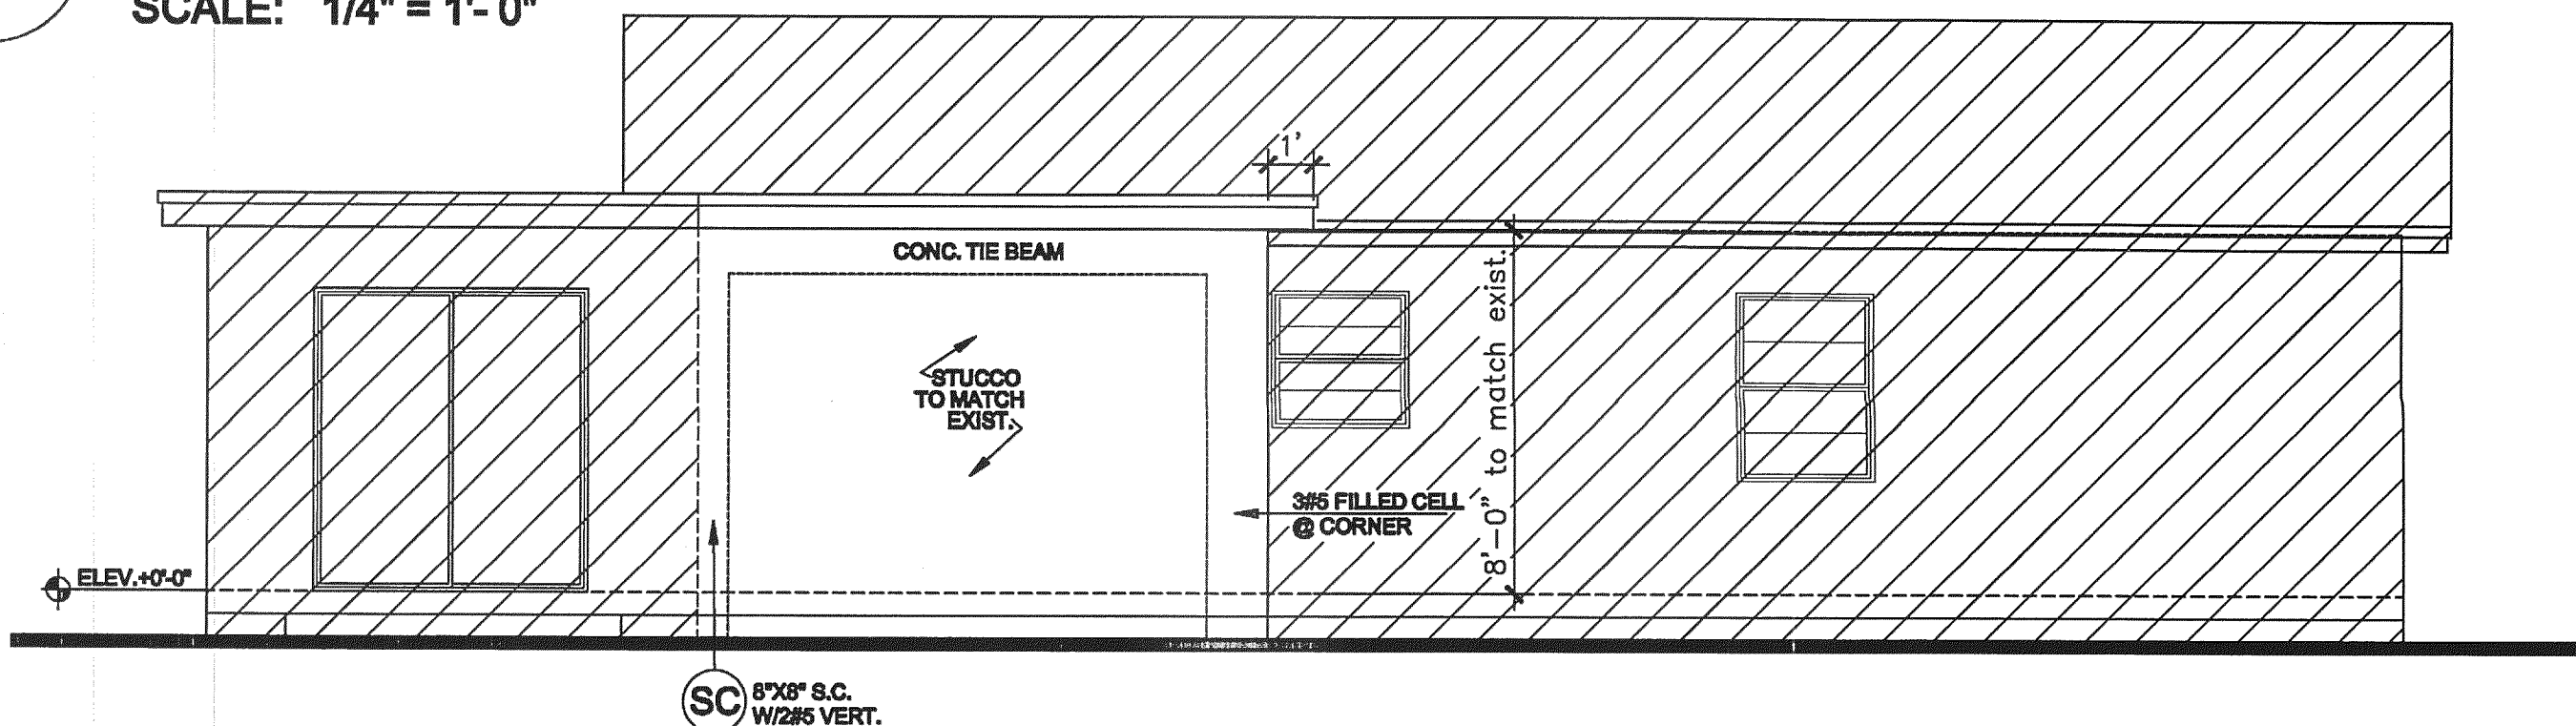 SCALE: 1/4" = 1'- 0"
1'
CONC. TIE BEAM
STUCCO
TO MATCH
EXIST.
8'-0" to match exist.
3#5 FILLED CELL
@ CORNER
ELEV.+0'-0"
SC
8"X8" S.C.
W/2#5 VERT.